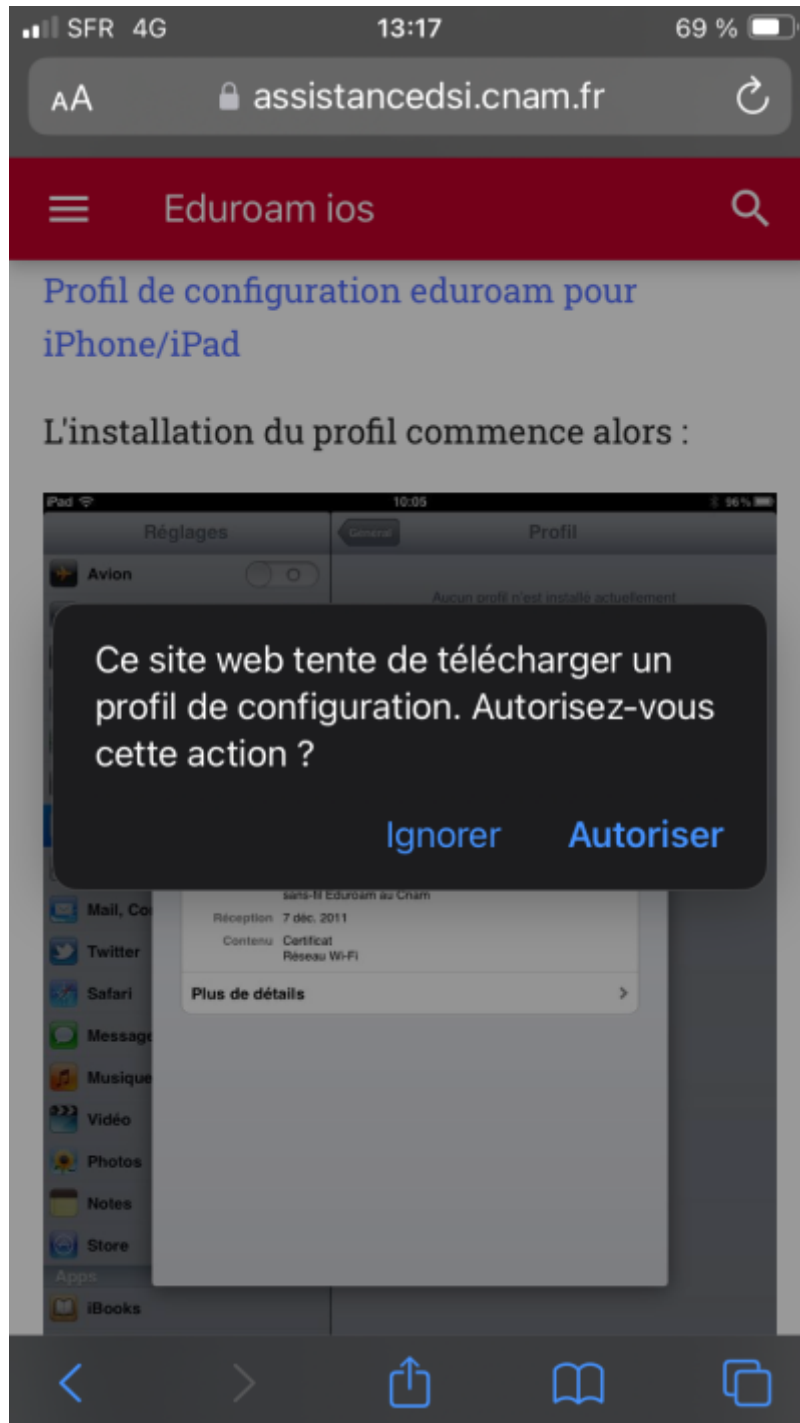 SFR 4G 13:17 69 %
AA assistancedsi.cnam.fr
Eduroam ios
Profil de configuration eduroam pour
iPhone/iPad
L'installation du profil commence alors :
iPad 10:05 96 %
Réglages Général Profil
Avion
Aucun profil n'est installé actuellement
Ce site web tente de télécharger un
profil de configuration. Autorisez-vous
cette action ?
Ignorer Autoriser
sans-fil Eduroam au Cnam
Mail, Co
Réception 7 déc. 2011
Contenu Certificat
Réseau Wi-Fi
Twitter
Safari Plus de détails
Message
Musique
Vidéo
Photos
Notes
Store
Apps
iBooks